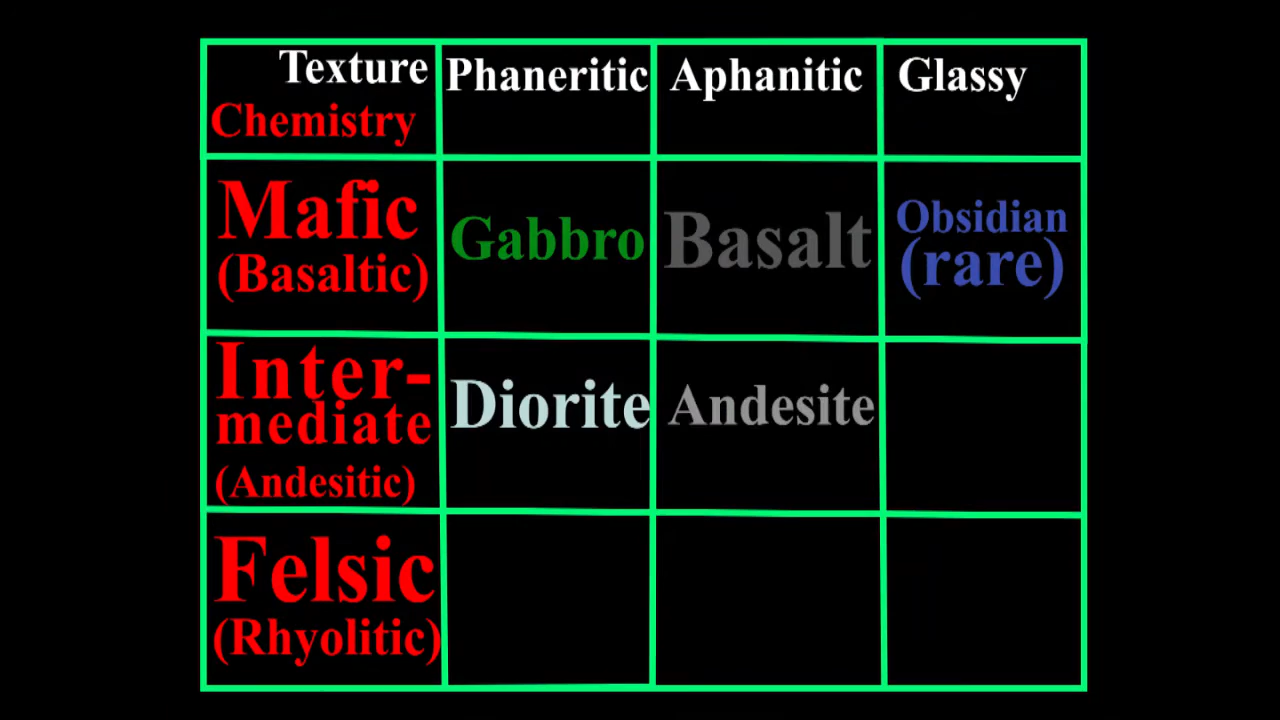 Texture Phaneritic Aphanitic Glassy
Chemistry
Mafic
(Basaltic)
Gabbro Basalt Obsidian
(rare)
Inter-
mediate
(Andesitic)
Diorite Andesite
Felsic
(Rhyolitic)